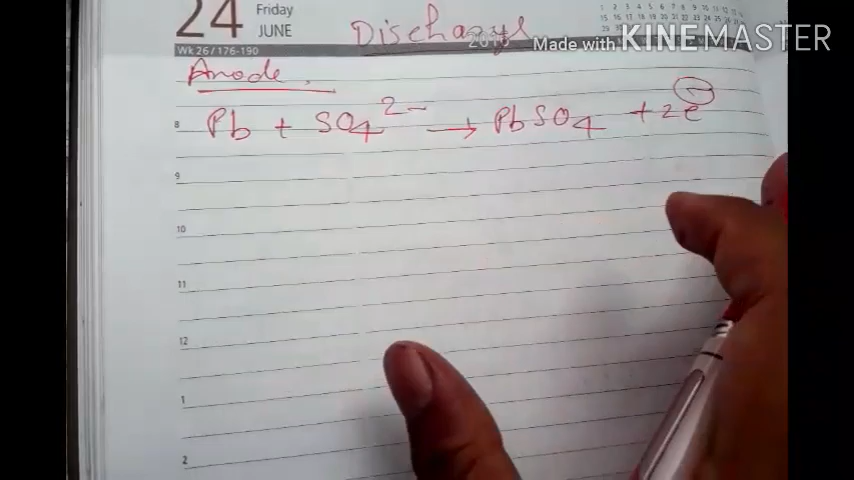 24 Friday
JUNE
Discharge
Wk 26/176-190
Made with KINEMASTER
Anode.
8 Pb + SO4 2- → PbSO4 + 2e-
9
10
11
12
1
2